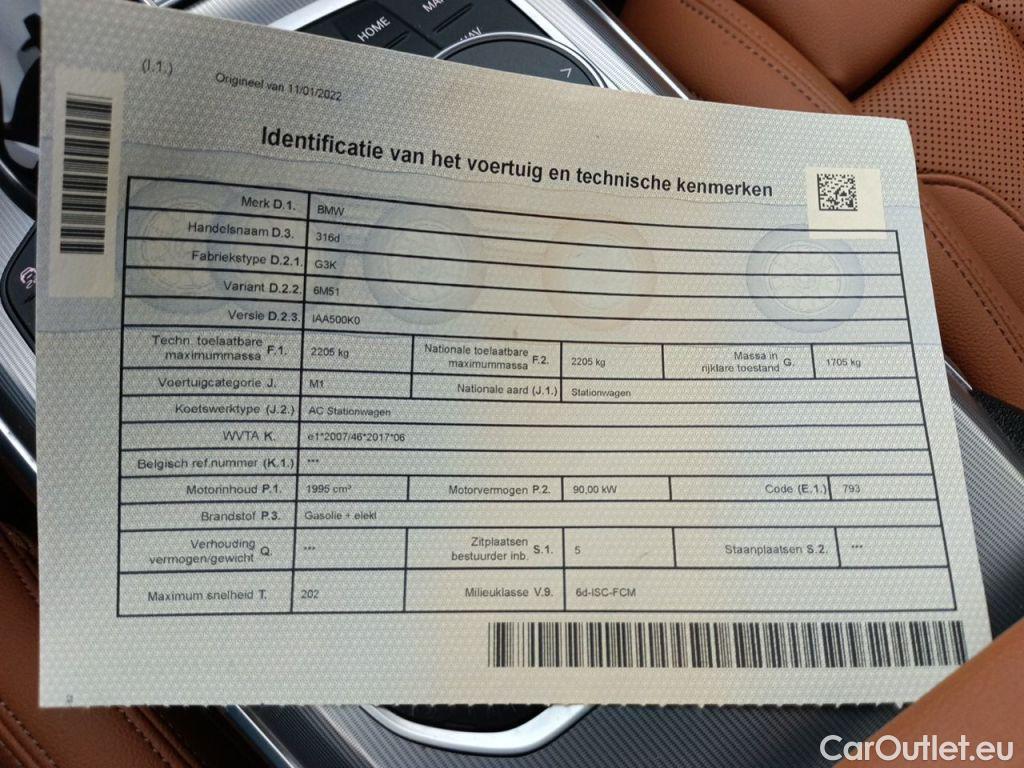 HOME
NAV
(I.1.)
Origineel van 11/01/2022
Identificatie van het voertuig en technische kenmerken
Merk D.1. BMW
Handelsnaam D.3. 316d
Fabriekstype D.2.1. G3K
Variant D.2.2. 6M51
Versie D.2.3. IAA500K0
Techn. toelaatbare maximummassa F.1. 2205 kg Nationale toelaatbare maximummassa F.2. 2205 kg Massa in rijklare toestand G. 1705 kg
Voertuigcategorie J. M1 Nationale aard (J.1.) Stationwagen
Koetswerktype (J.2.) AC Stationwagen
WVTA K. e1*2007/46*2017*06
Belgisch ref.nummer (K.1.) ***
Motorinhoud P.1. 1995 cm³ Motorvermogen P.2. 90,00 kW Code (E.1.) 793
Brandstof P.3. Gasolie + elekt
Verhouding vermogen/gewicht Q. *** Zitplaatsen bestuurder inb. S.1. 5 Staanplaatsen S.2. ***
Maximum snelheid T. 202 Milieuklasse V.9. 6d-ISC-FCM
CarOutlet.eu